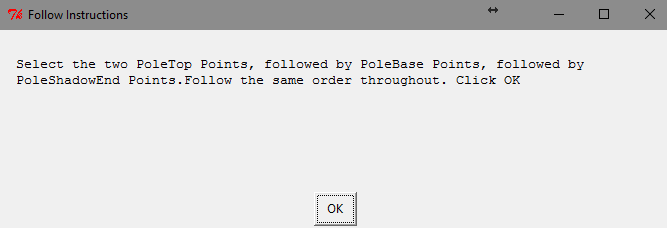 Follow Instructions
Select the two PoleTop Points, followed by PoleBase Points, followed by
PoleShadowEnd Points.Follow the same order throughout. Click OK
OK